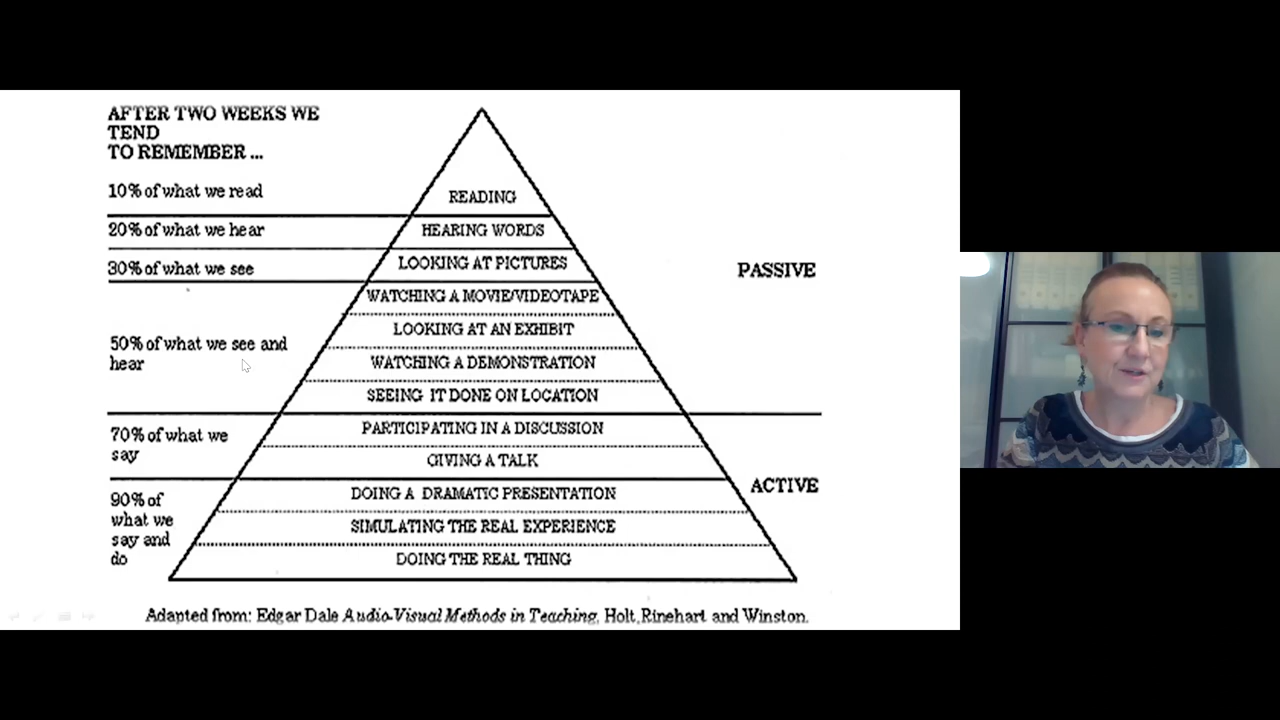 AFTER TWO WEEKS WE
TEND
TO REMEMBER ...
10% of what we read
READING
20% of what we hear
HEARING WORDS
30% of what we see
LOOKING AT PICTURES
PASSIVE
WATCHING A MOVIE/VIDEOTAPE
LOOKING AT AN EXHIBIT
50% of what we see and
hear
WATCHING A DEMONSTRATION
SEEING IT DONE ON LOCATION
70% of what we
say
PARTICIPATING IN A DISCUSSION
GIVING A TALK
ACTIVE
90% of
what we
say and
do
DOING A DRAMATIC PRESENTATION
SIMULATING THE REAL EXPERIENCE
DOING THE REAL THING
Adapted from: Edgar Dale Audio-Visual Methods in Teaching, Holt, Rinehart and Winston.